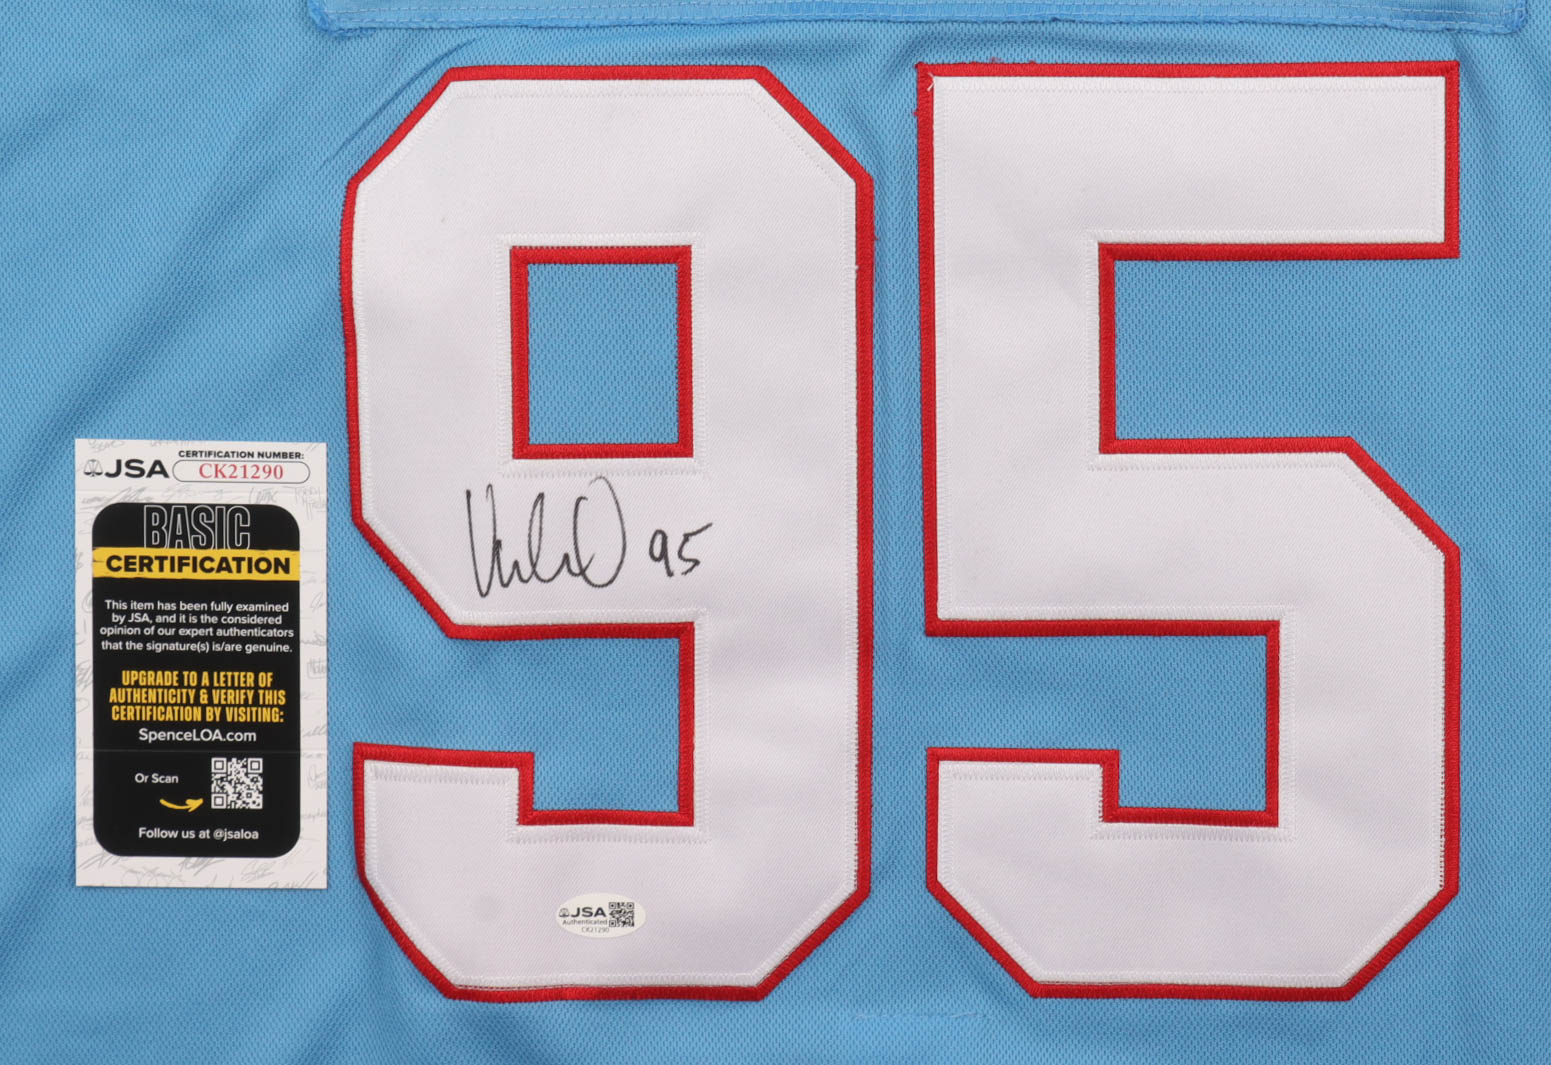 95
95
JSA
CERTIFICATION NUMBER:
CK21290
BASIC
CERTIFICATION
This item has been fully examined
by JSA, and it is the considered
opinion of our expert authenticators
that the signature(s) is/are genuine.
UPGRADE TO A LETTER OF
AUTHENTICITY & VERIFY THIS
CERTIFICATION BY VISITING:
SpenceLOA.com
Or Scan
Follow us at @jsaloa
JSA
Authenticated
CK21290